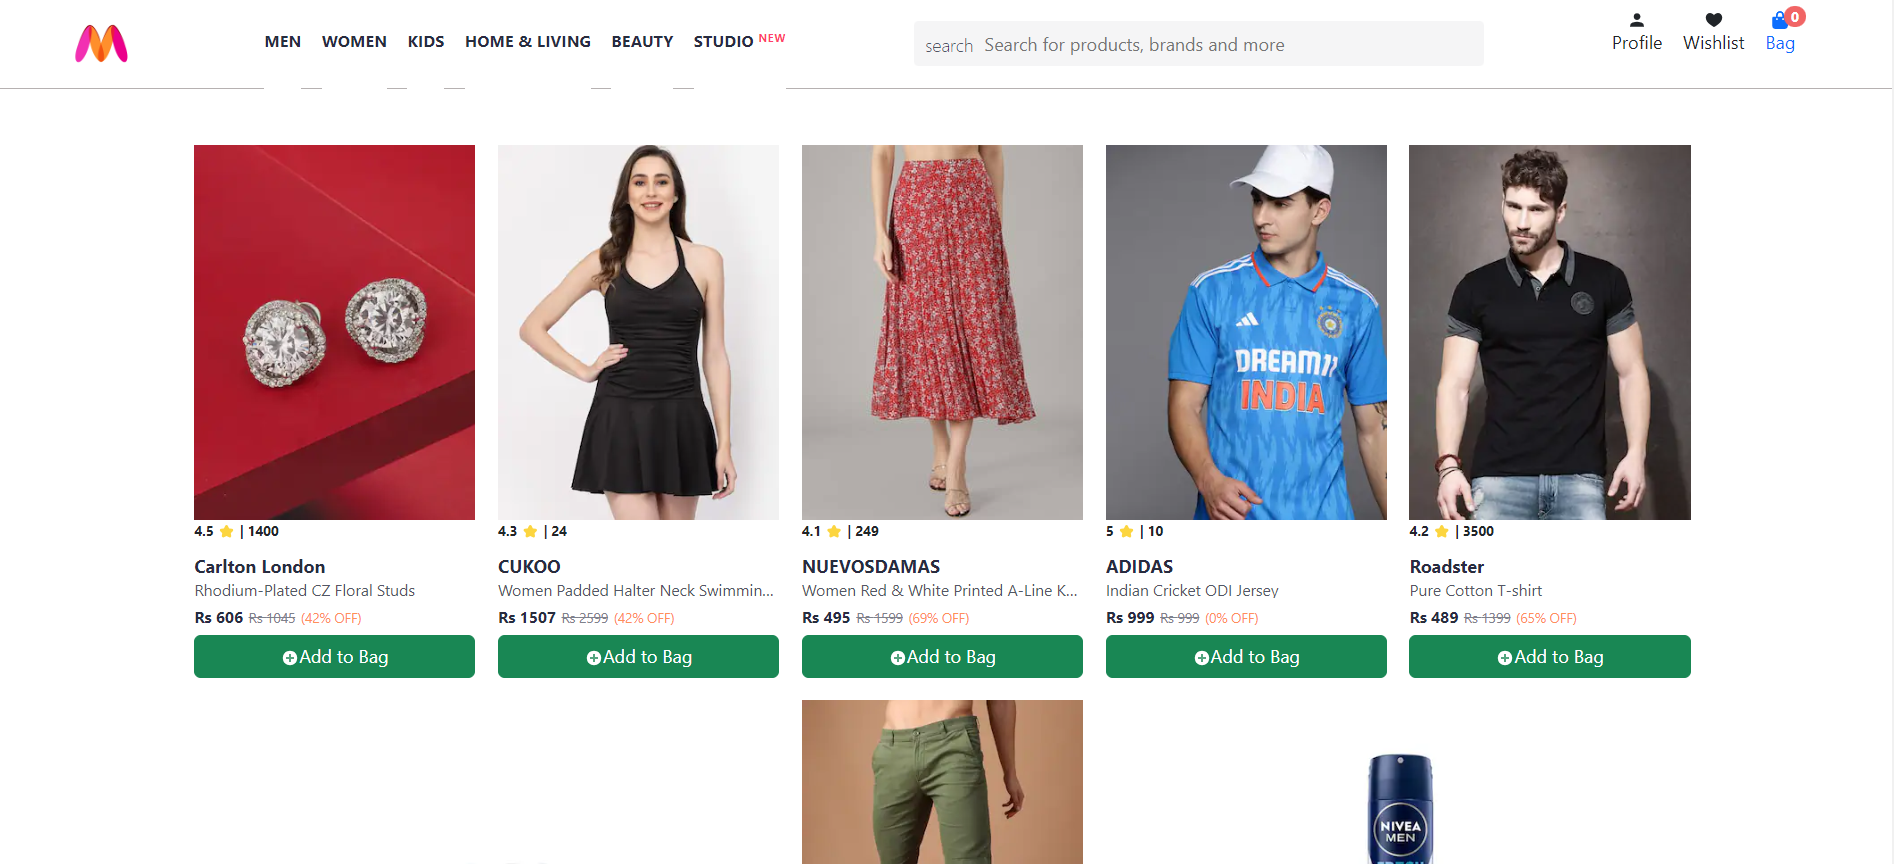 MEN WOMEN KIDS HOME & LIVING BEAUTY STUDIO NEW
search Search for products, brands and more
Profile Wishlist Bag 0
DREAM11
INDIA
4.5 ⭐ | 1400
Carlton London
Rhodium-Plated CZ Floral Studs
Rs 606 Rs 1045 (42% OFF)
Add to Bag
4.3 ⭐ | 24
CUKOO
Women Padded Halter Neck Swimmin...
Rs 1507 Rs 2599 (42% OFF)
Add to Bag
4.1 ⭐ | 249
NUEVOSDAMAS
Women Red & White Printed A-Line K...
Rs 495 Rs 1599 (69% OFF)
Add to Bag
5 ⭐ | 10
ADIDAS
Indian Cricket ODI Jersey
Rs 999 Rs 999 (0% OFF)
Add to Bag
4.2 ⭐ | 3500
Roadster
Pure Cotton T-shirt
Rs 489 Rs 1399 (65% OFF)
Add to Bag
NIVEA
MEN
FRESH